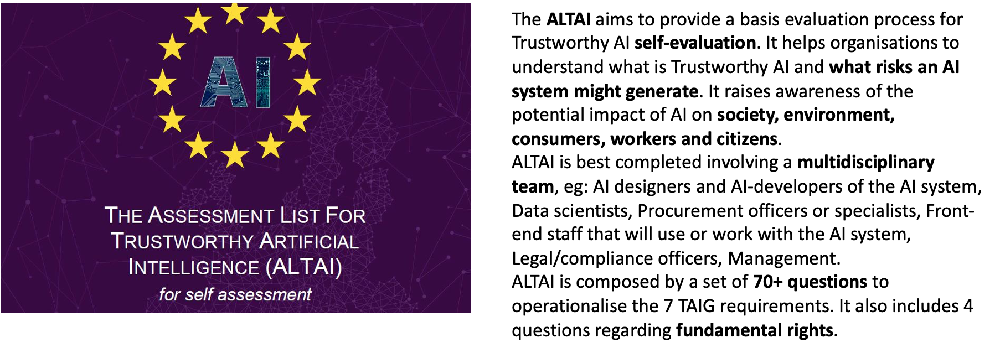 AI
THE ASSESSMENT LIST FOR
TRUSTWORTHY ARTIFICIAL
INTELLIGENCE (ALTAI)
for self assessment
The ALTAI aims to provide a basis evaluation process for
Trustworthy AI self-evaluation. It helps organisations to
understand what is Trustworthy AI and what risks an AI
system might generate. It raises awareness of the
potential impact of AI on society, environment,
consumers, workers and citizens.
ALTAI is best completed involving a multidisciplinary
team, eg: AI designers and AI-developers of the AI system,
Data scientists, Procurement officers or specialists, Front-
end staff that will use or work with the AI system,
Legal/compliance officers, Management.
ALTAI is composed by a set of 70+ questions to
operationalise the 7 TAIG requirements. It also includes 4
questions regarding fundamental rights.